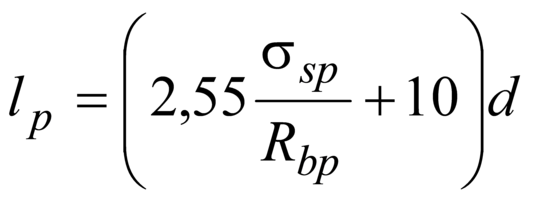 l_p = (2,55 σ_sp / R_bp + 10) d